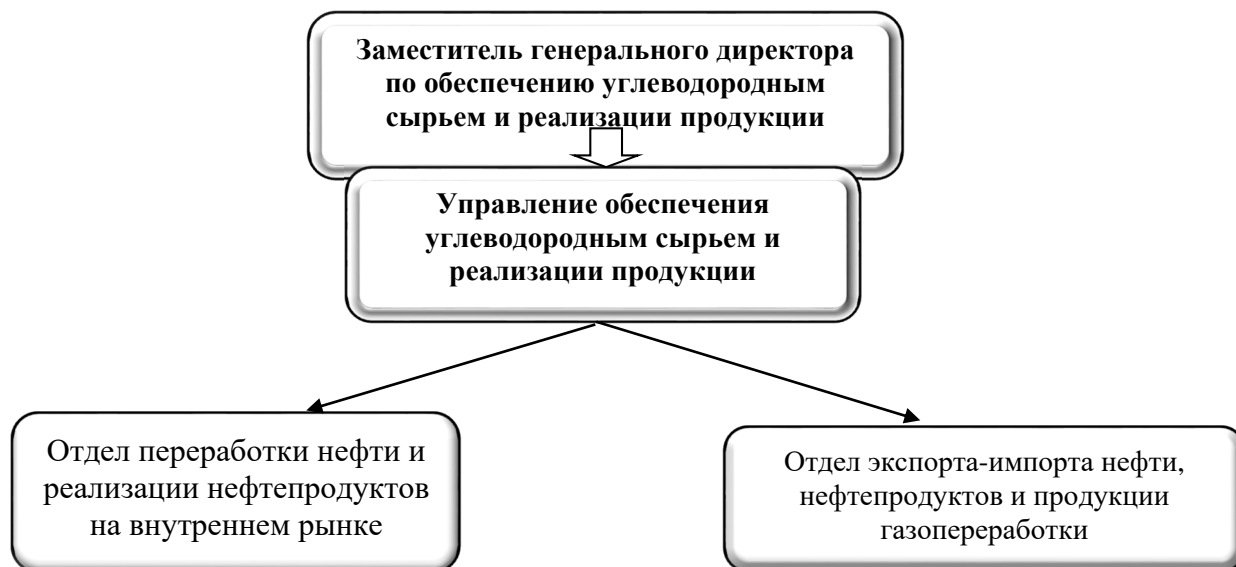 Заместитель генерального директора
по обеспечению углеводородным
сырьем и реализации продукции
Управление обеспечения
углеводородным сырьем и
реализации продукции
Отдел переработки нефти и
реализации нефтепродуктов
на внутреннем рынке
Отдел экспорта-импорта нефти,
нефтепродуктов и продукции
газопереработки